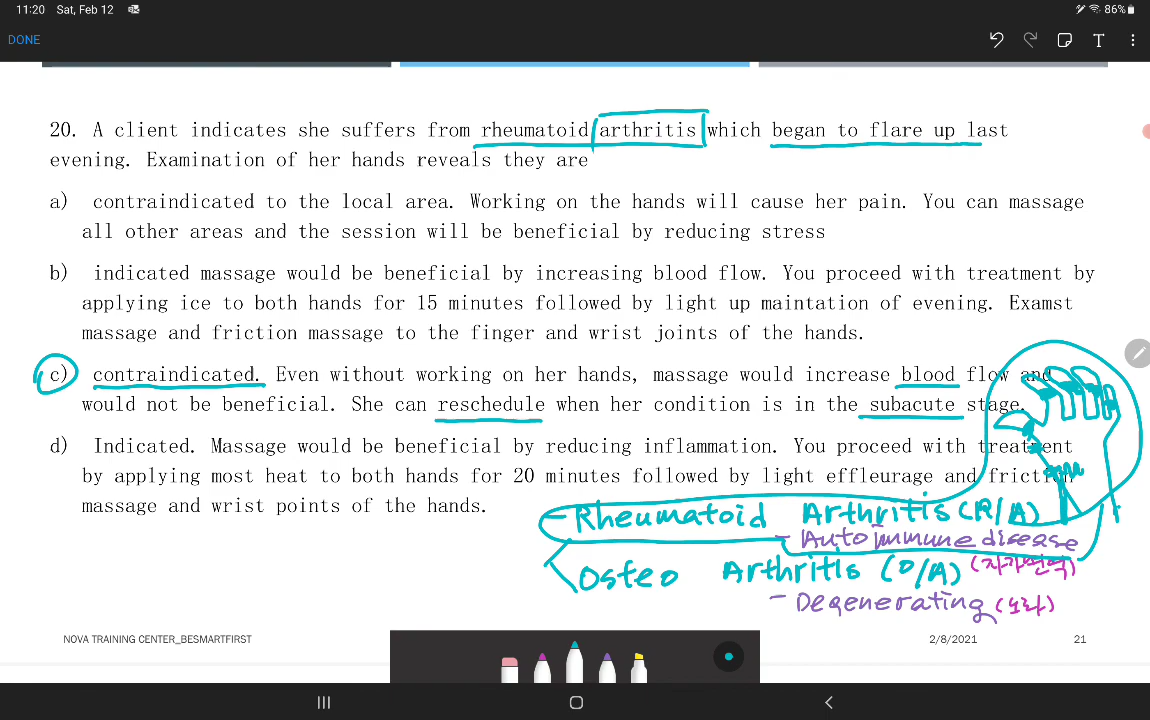 11:20 Sat, Feb 12 86%
DONE T
20. A client indicates she suffers from rheumatoid arthritis which began to flare up last
evening. Examination of her hands reveals they are
a) contraindicated to the local area. Working on the hands will cause her pain. You can massage
all other areas and the session will be beneficial by reducing stress
b) indicated massage would be beneficial by increasing blood flow. You proceed with treatment by
applying ice to both hands for 15 minutes followed by light up maintation of evening. Examst
massage and friction massage to the finger and wrist joints of the hands.
c) contraindicated. Even without working on her hands, massage would increase blood flow and
would not be beneficial. She can reschedule when her condition is in the subacute stage.
d) Indicated. Massage would be beneficial by reducing inflammation. You proceed with treatment
by applying most heat to both hands for 20 minutes followed by light effleurage and friction
massage and wrist points of the hands.
- Rheumatoid Arthritis (R/A)
- Autoimmune disease
Osteo Arthritis (O/A) (자가면역)
- Degenerating
NOVA TRAINING CENTER_BESMARTFIRST 2/8/2021 21